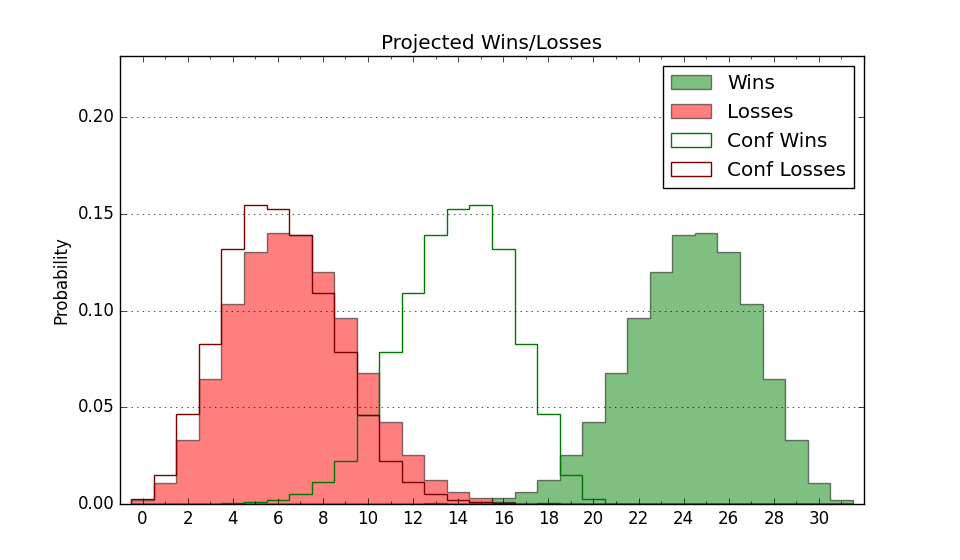 Projected Wins/Losses
Probability
0.20
0.15
0.10
0.05
0.00
0 2 4 6 8 10 12 14 16 18 20 22 24 26 28 30
Wins
Losses
Conf Wins
Conf Losses